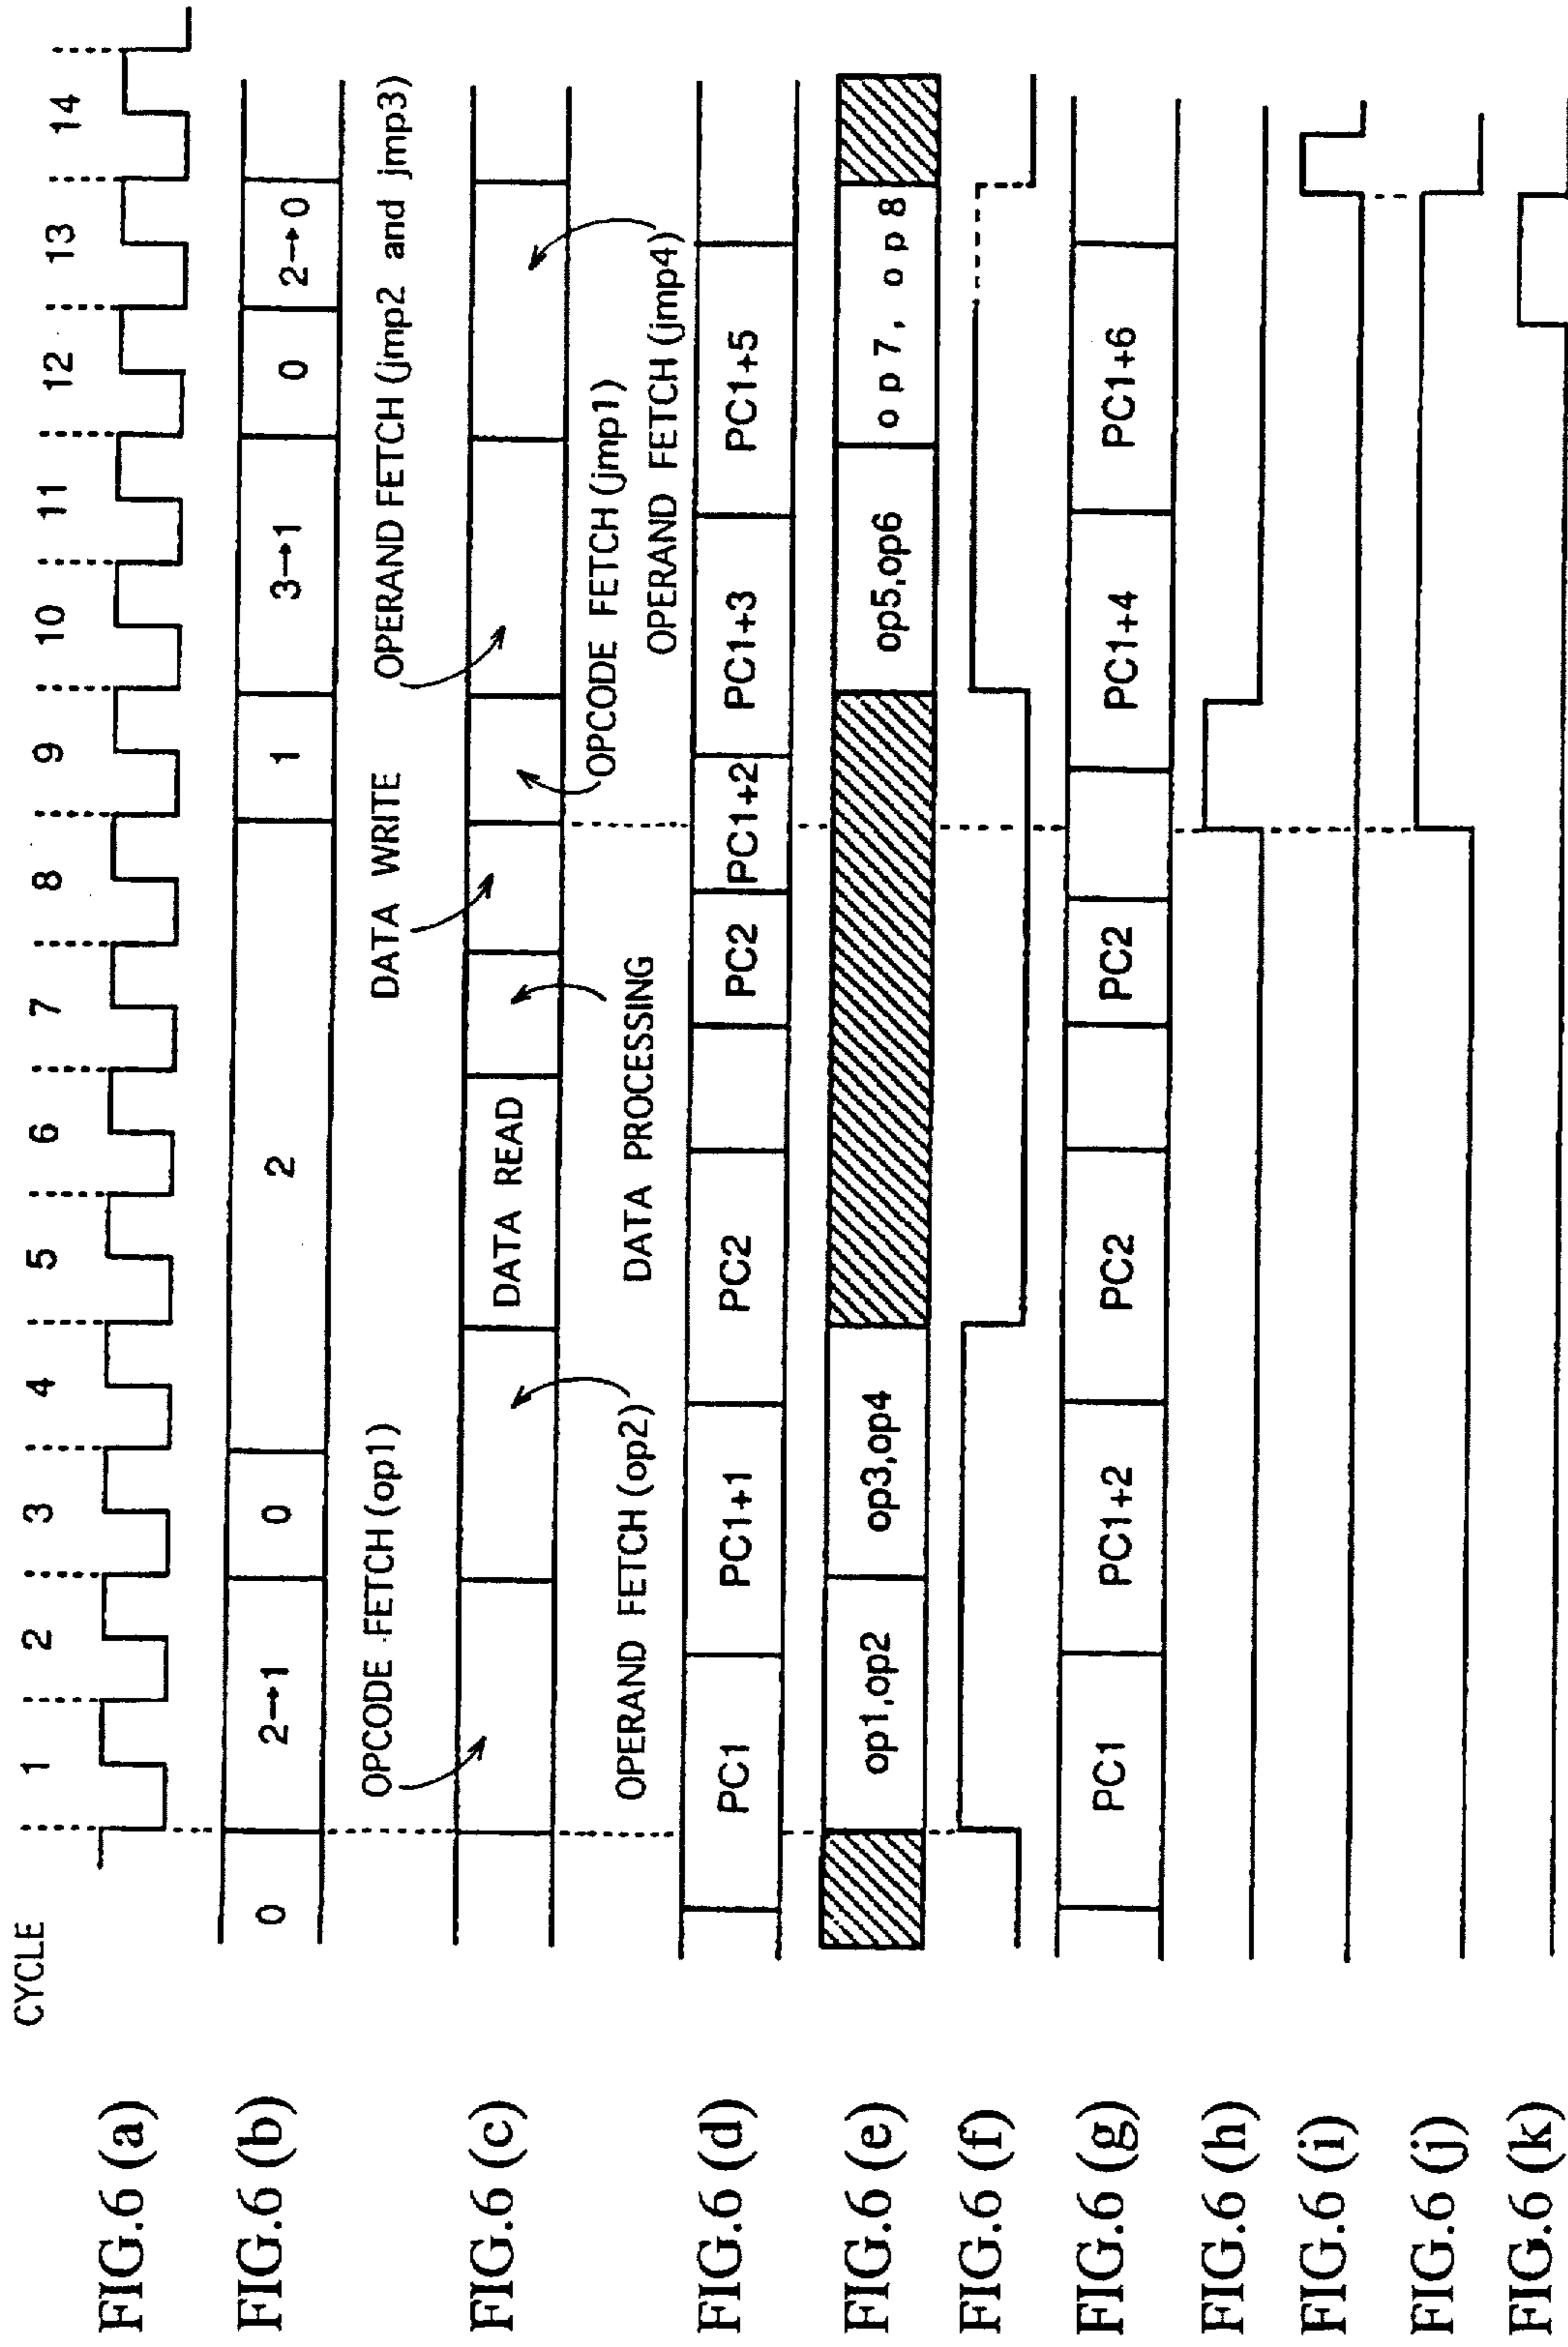 CYCLE 1 2 3 4 5 6 7 8 9 10 11 12 13 14
FIG.6 (a)
FIG.6 (b) 0 2→1 0 2 1 3→1 0 2→0
OPCODE FETCH(op1)
DATA WRITE
OPERAND FETCH(jmp2 and jmp3)
FIG.6 (c) DATA READ
OPCODE FETCH(jmp1)
OPERAND FETCH(op2)
DATA PROCESSING
OPERAND FETCH(jmp4)
FIG.6 (d) PC1 PC1+1 PC2 PC2 PC1+2 PC1+3 PC1+5
FIG.6 (e) op1,op2 op3,op4 op5,op6 op7, op8
FIG.6 (f)
FIG.6 (g) PC1 PC1+2 PC2 PC2 PC1+4 PC1+6
FIG.6 (h)
FIG.6 (i)
FIG.6 (j)
FIG.6 (k)